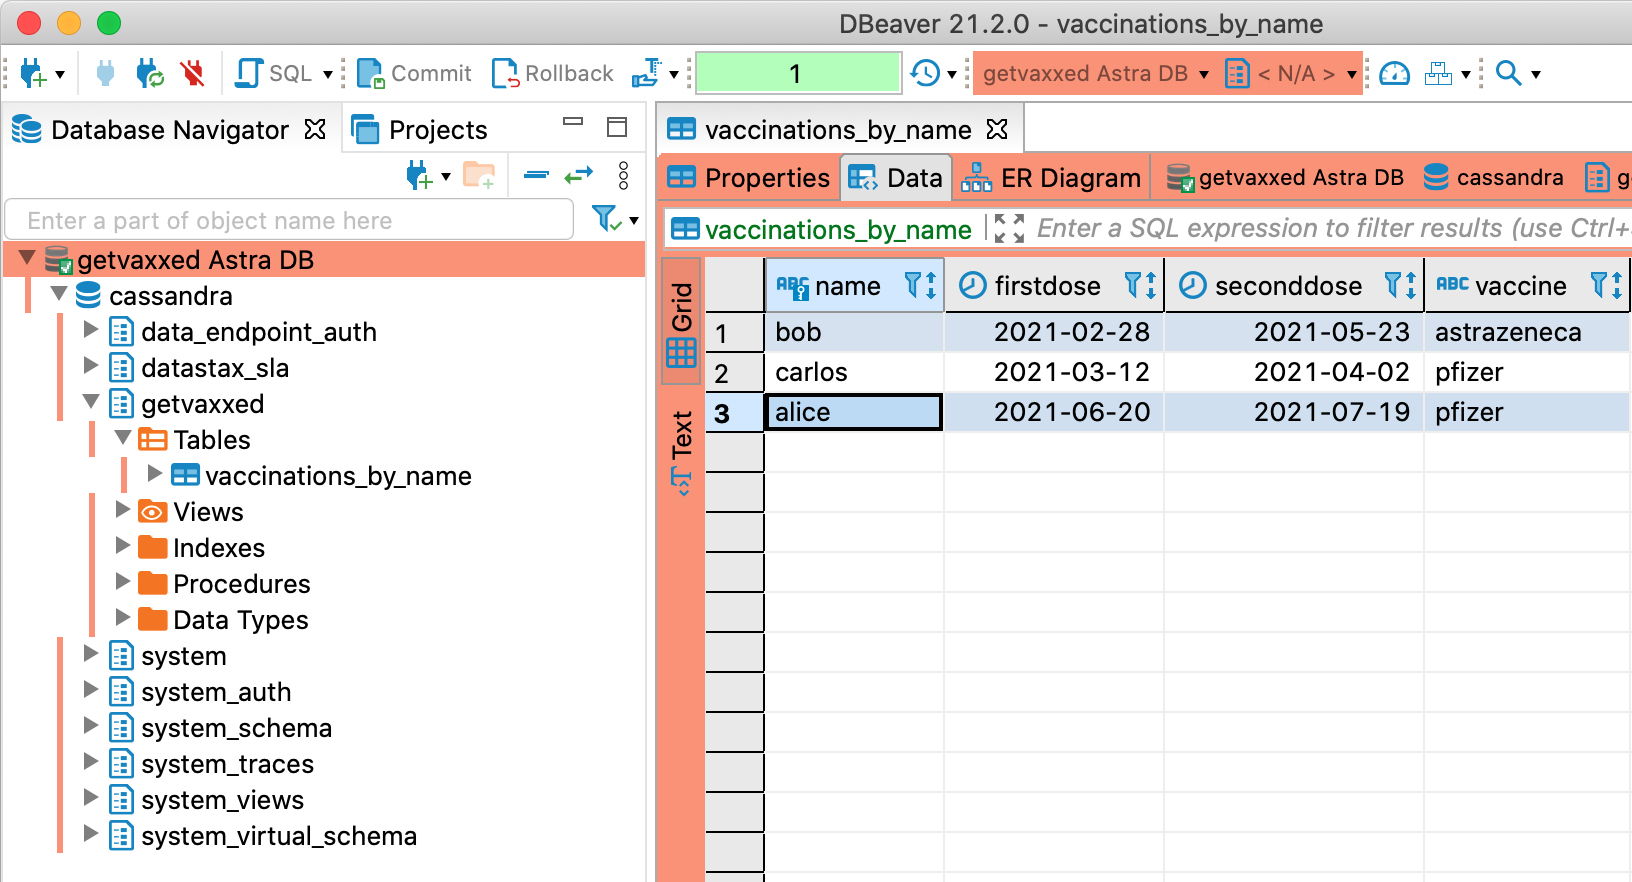 DBeaver 21.2.0 - vaccinations_by_name
SQL Commit Rollback 1 getvaxxed Astra DB < N/A >
Database Navigator Projects
vaccinations_by_name
Properties Data ER Diagram getvaxxed Astra DB cassandra
Enter a part of object name here
vaccinations_by_name Enter a SQL expression to filter results (use Ctrl+
getvaxxed Astra DB
cassandra
data_endpoint_auth
datastax_sla
getvaxxed
Tables
vaccinations_by_name
Views
Indexes
Procedures
Data Types
system
system_auth
system_schema
system_traces
system_views
system_virtual_schema
Grid
Text
ABC name firstdose seconddose ABC vaccine
1 bob 2021-02-28 2021-05-23 astrazeneca
2 carlos 2021-03-12 2021-04-02 pfizer
3 alice 2021-06-20 2021-07-19 pfizer